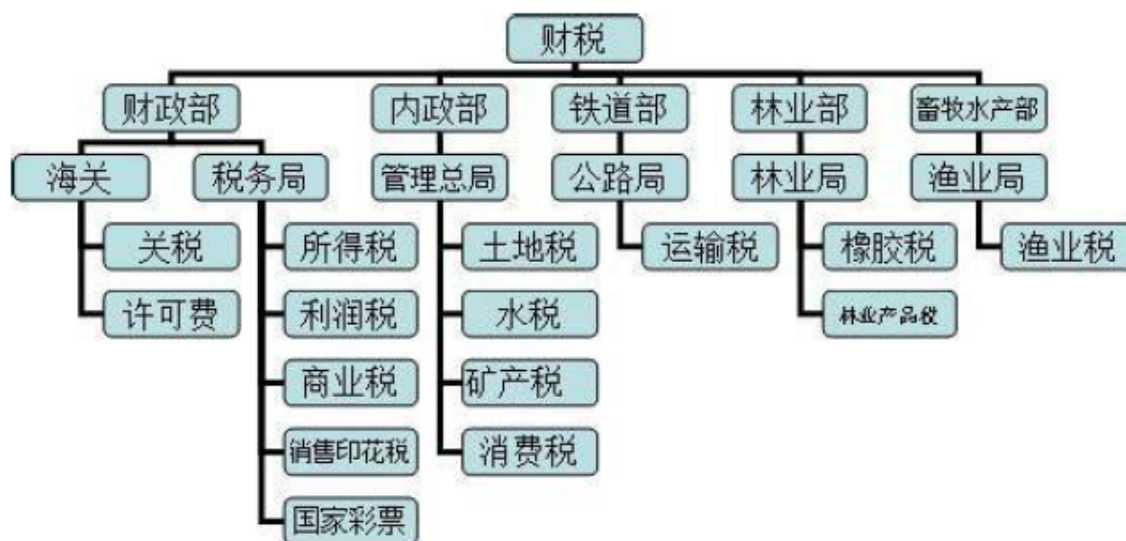 财税
财政部
内政部
铁道部
林业部
畜牧水产部
海关
税务局
管理总局
公路局
林业局
渔业局
关税
所得税
土地税
运输税
橡胶税
渔业税
许可费
利润税
水税
林业产品税
商业税
矿产税
销售印花税
消费税
国家彩票